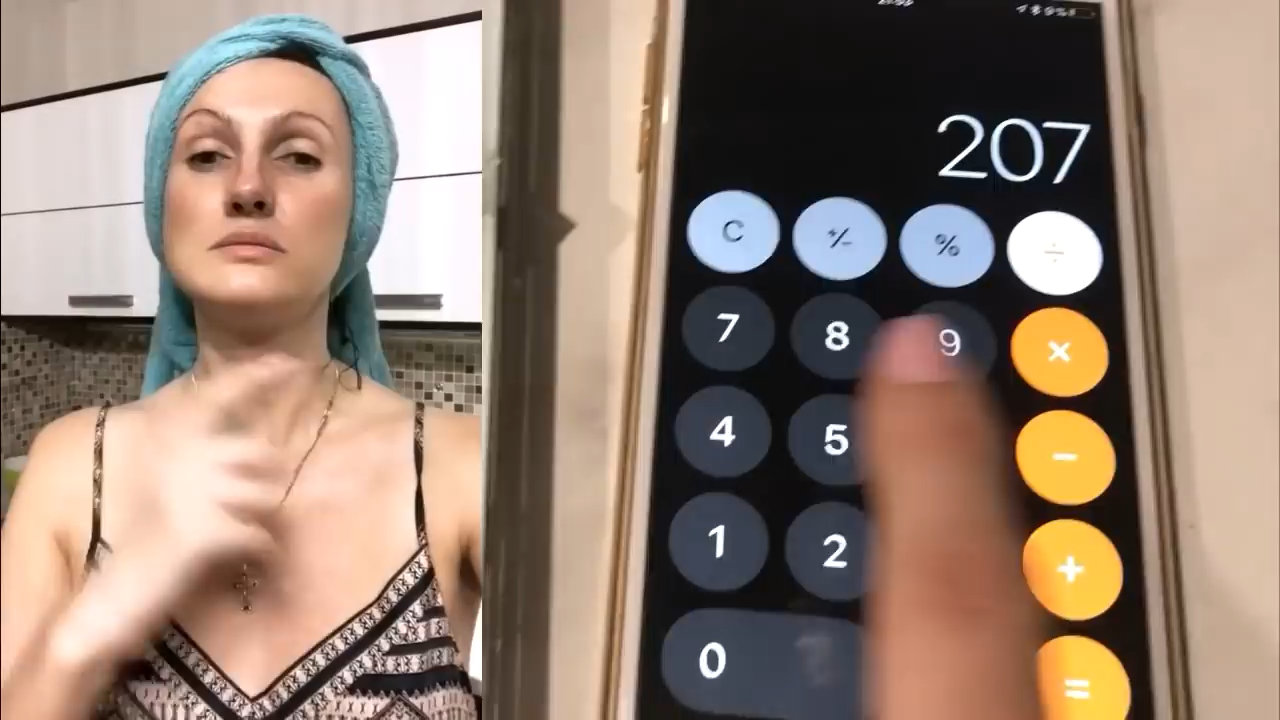 207
C +/- % ÷
7 8 9 ×
4 5 −
1 2 +
0 =